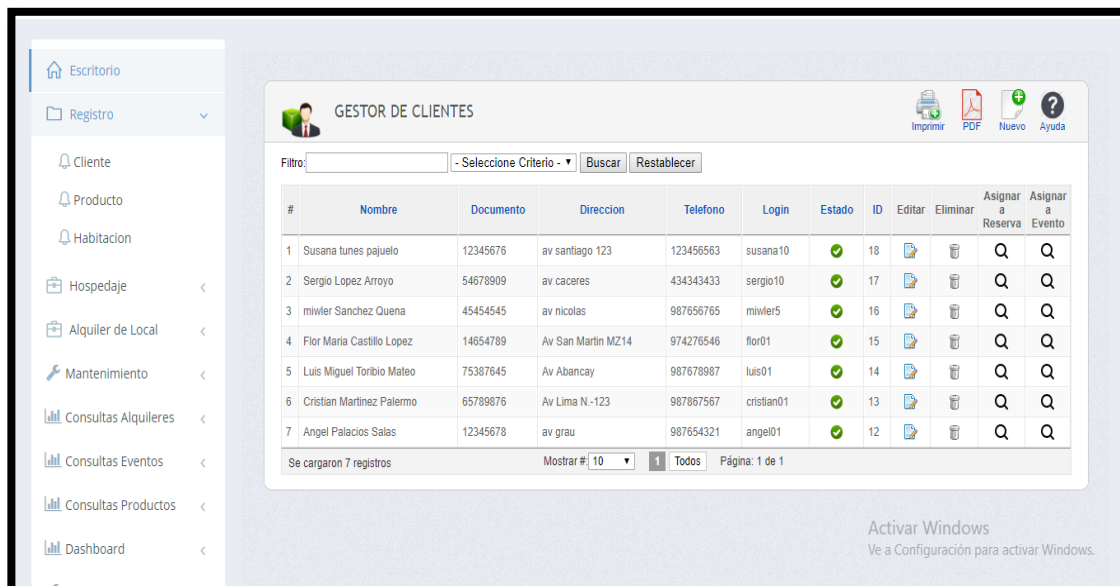 Escritorio
Registro
Cliente
Producto
Habitacion
Hospedaje
Alquiler de Local
Mantenimiento
Consultas Alquileres
Consultas Eventos
Consultas Productos
Dashboard
GESTOR DE CLIENTES
Imprimir PDF Nuevo Ayuda
Filtro: - Seleccione Criterio - Buscar Restablecer
# Nombre Documento Direccion Telefono Login Estado ID Editar Eliminar Asignar a Reserva Asignar a Evento
1 Susana tunes pajuelo 12345676 av santiago 123 123456563 susana10 18
2 Sergio Lopez Arroyo 54678909 av caceres 434343433 sergio10 17
3 miwler Sanchez Quena 45454545 av nicolas 987656765 miwler5 16
4 Flor Maria Castillo Lopez 14654789 Av San Martin MZ14 974276546 flor01 15
5 Luis Miguel Toribio Mateo 75387645 Av Abancay 987678987 luis01 14
6 Cristian Martinez Palermo 65789876 Av Lima N.-123 987867567 cristian01 13
7 Angel Palacios Salas 12345678 av grau 987654321 angel01 12
Se cargaron 7 registros Mostrar #: 10 1 Todos Página: 1 de 1
Activar Windows
Ve a Configuración para activar Windows.